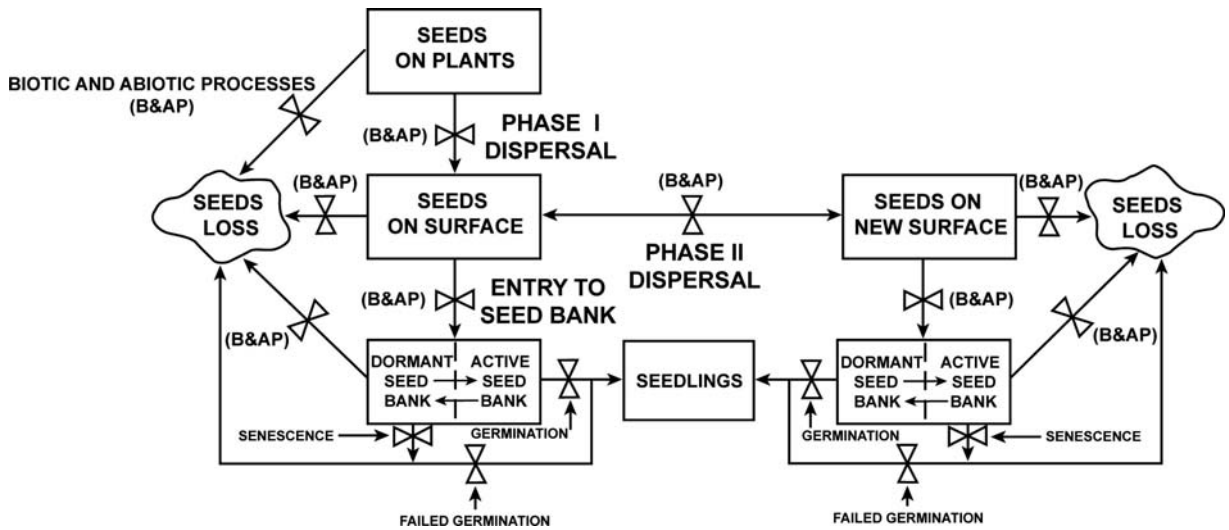 SEEDS
ON PLANTS
BIOTIC AND ABIOTIC PROCESSES
(B&AP)
(B&AP)
PHASE I
DISPERSAL
SEEDS
LOSS
(B&AP)
SEEDS
ON SURFACE
(B&AP)
PHASE II
DISPERSAL
SEEDS ON
NEW SURFACE
(B&AP)
SEEDS
LOSS
(B&AP)
ENTRY TO
SEED BANK
(B&AP)
(B&AP)
(B&AP)
DORMANT ACTIVE
SEED SEED
BANK BANK
SEEDLINGS
DORMANT ACTIVE
SEED SEED
BANK BANK
SENESCENCE
GERMINATION
GERMINATION
SENESCENCE
FAILED GERMINATION
FAILED GERMINATION